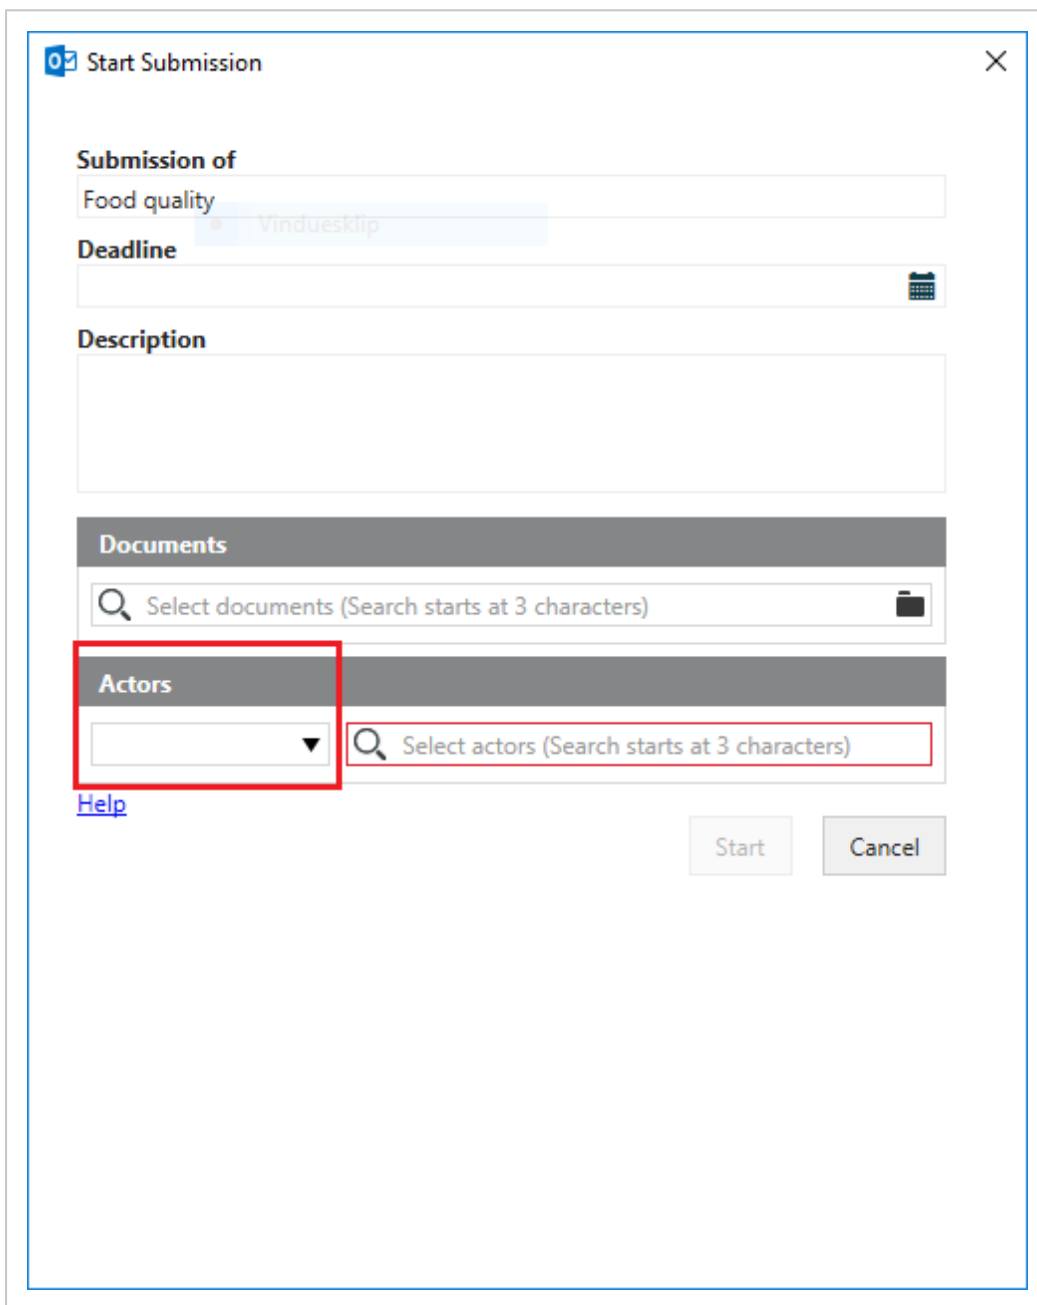 Start Submission
Submission of
Food quality
Vinduesklip
Deadline
Description
Documents
Select documents (Search starts at 3 characters)
Actors
Select actors (Search starts at 3 characters)
Help
Start
Cancel